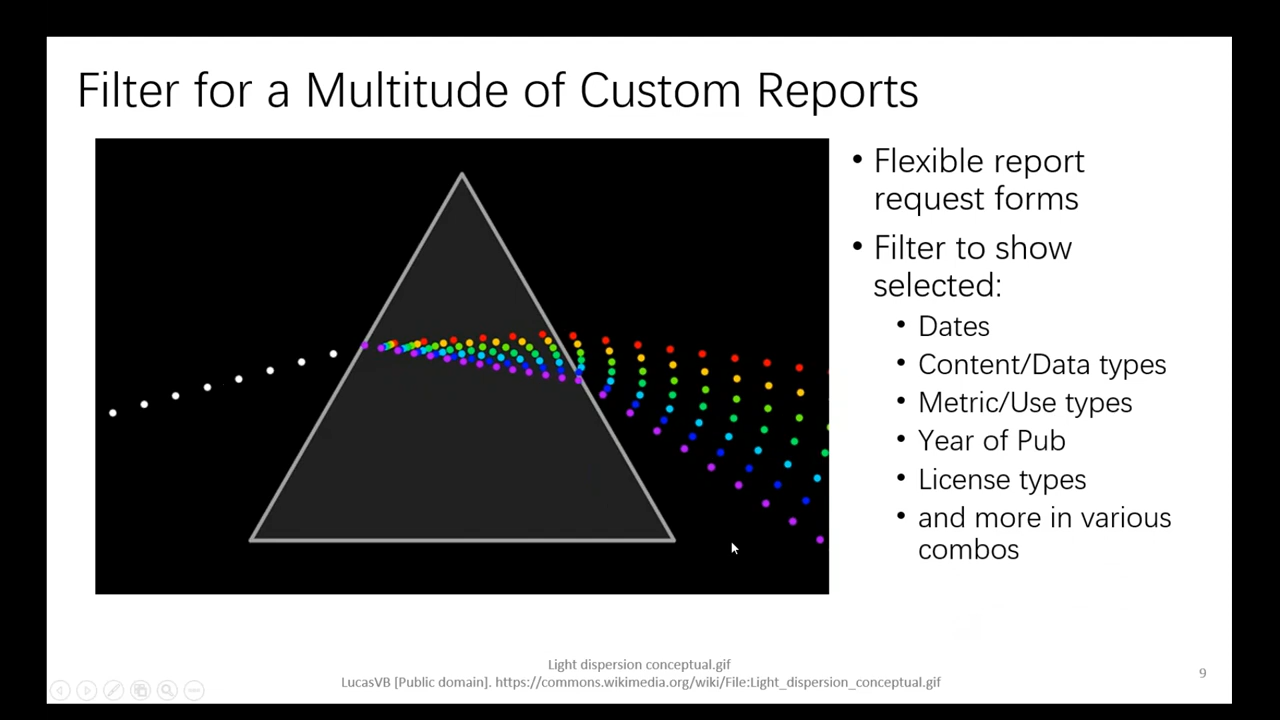 Filter for a Multitude of Custom Reports
• Flexible report
request forms
• Filter to show
selected:
• Dates
• Content/Data types
• Metric/Use types
• Year of Pub
• License types
• and more in various
combos
Light dispersion conceptual.gif
LucasVB [Public domain]. https://commons.wikimedia.org/wiki/File:Light_dispersion_conceptual.gif
9